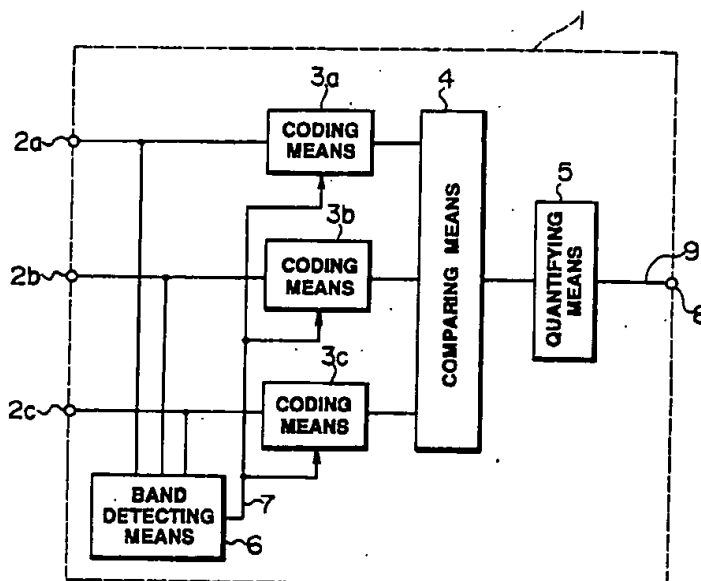 1
3a
4
2a
CODING
MEANS
COMPARING MEANS
5
3b
2b
CODING
MEANS
QUANTIFYING
MEANS
9
8
3c
2c
CODING
MEANS
7
BAND
DETECTING
MEANS
6